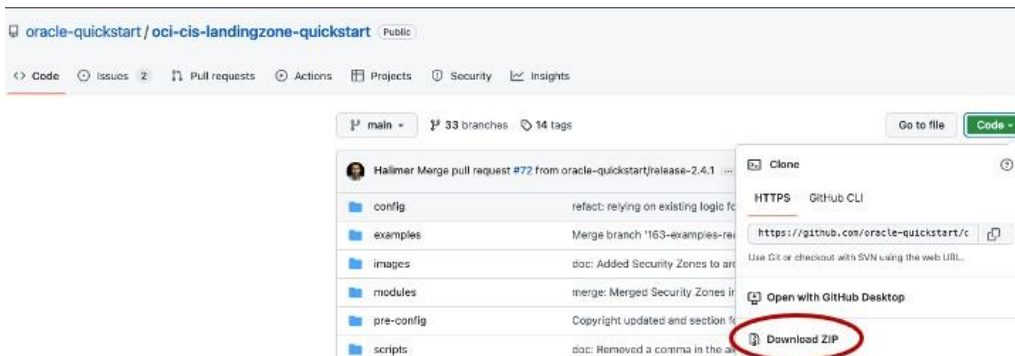 oracle-quickstart / oci-cis-landingzone-quickstart Public
<> Code Issues 2 Pull requests Actions Projects Security Insights
main 33 branches 14 tags Go to file Code
Halimer Merge pull request #72 from oracle-quickstart/release-2.4.1 ...
config refact: relying on existing logic fo
examples Merge branch '163-examples-rea
images doc: Added Security Zones to arc
modules merge: Merged Security Zones in
pre-config Copyright updated and section fo
scripts doc: Removed a comma in the
Clone
HTTPS GitHub CLI
https://github.com/oracle-quickstart/c
Use Git or checkout with SVN using the web URL.
Open with GitHub Desktop
Download ZIP